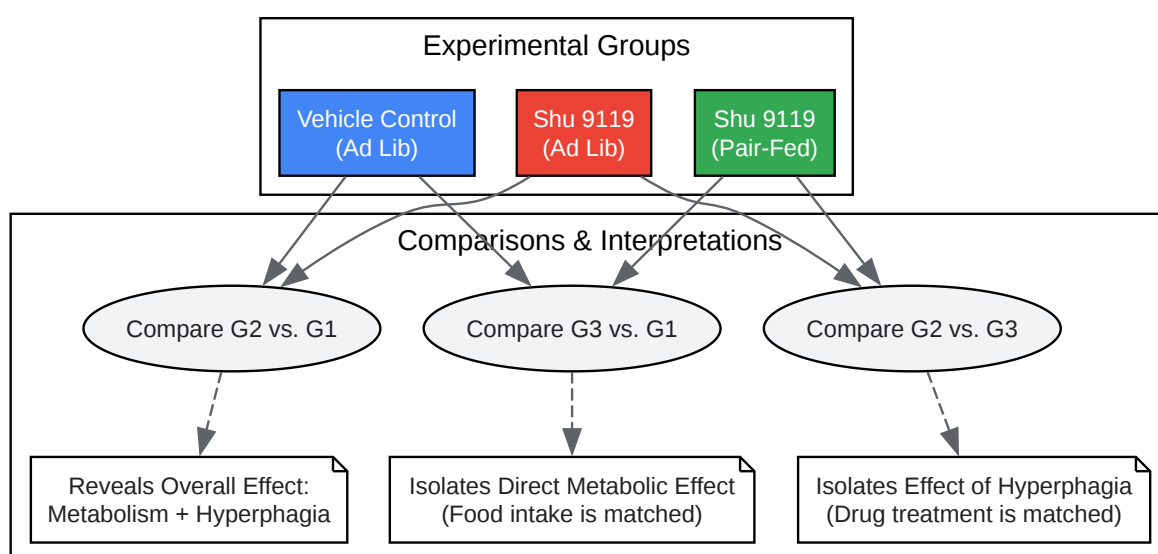 Experimental Groups
Vehicle Control
(Ad Lib)
Shu 9119
(Ad Lib)
Shu 9119
(Pair-Fed)
Comparisons & Interpretations
Compare G2 vs. G1
Compare G3 vs. G1
Compare G2 vs. G3
Reveals Overall Effect:
Metabolism + Hyperphagia
Isolates Direct Metabolic Effect
(Food intake is matched)
Isolates Effect of Hyperphagia
(Drug treatment is matched)